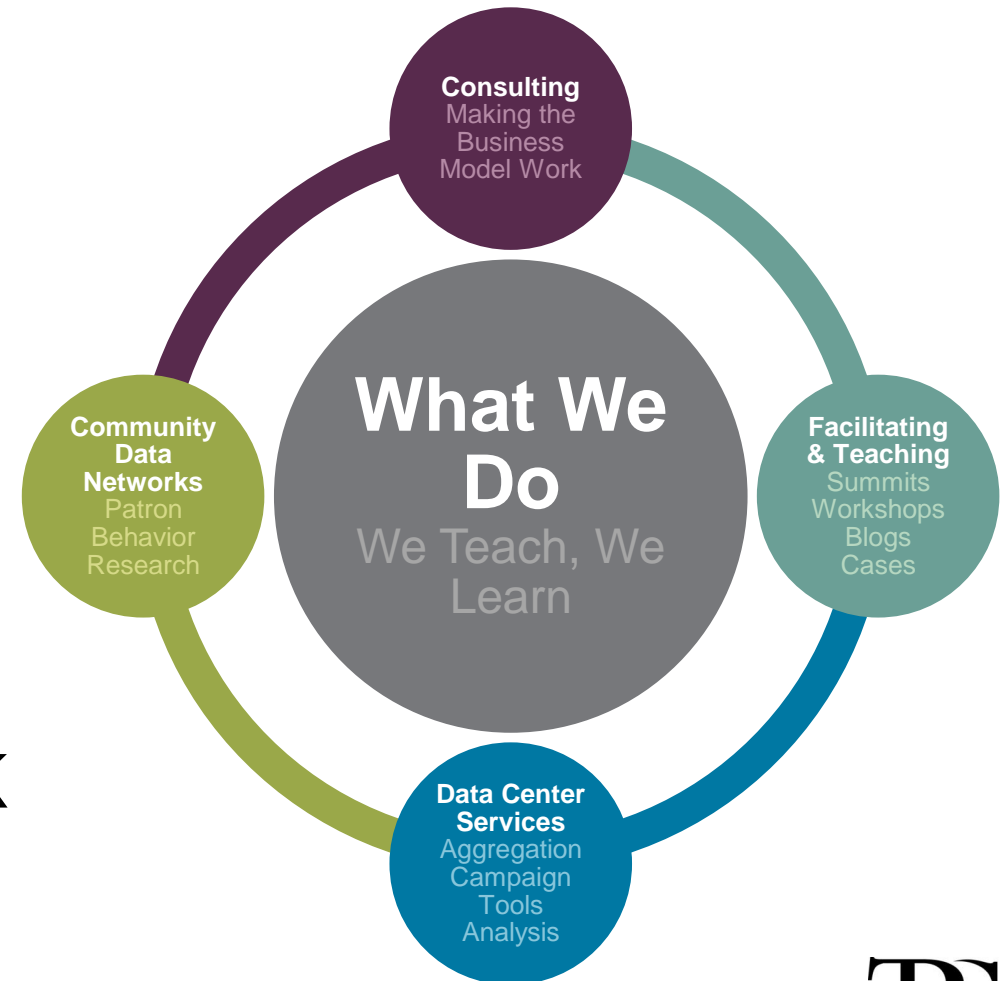 Consulting
Making the
Business
Model Work
What We
Do
We Teach, We
Learn
Community
Data
Networks
Patron
Behavior
Research
Facilitating
& Teaching
Summits
Workshops
Blogs
Cases
Data Center
Services
Aggregation
Campaign
Tools
Analysis